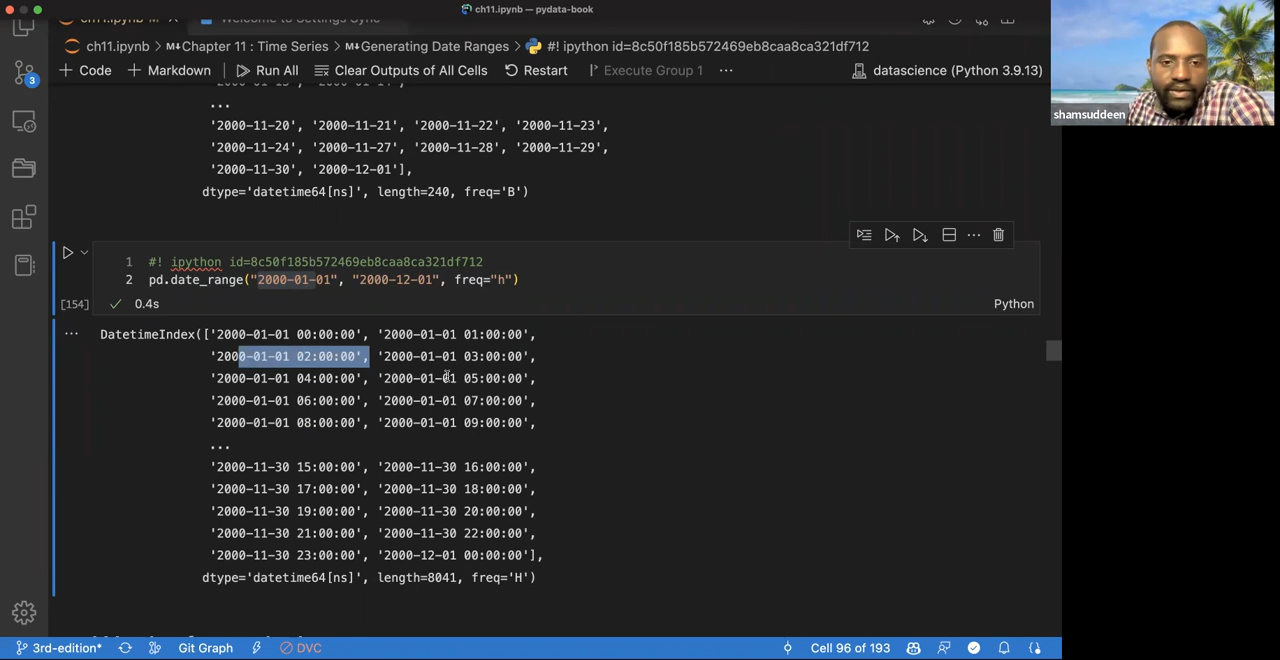 ch11.ipynb — pydata-book
ch11.ipynb M
Welcome to Settings Sync
ch11.ipynb > M↓Chapter 11 : Time Series > M↓Generating Date Ranges > #! ipython id=8c50f185b572469eb8caa8ca321df712
+ Code + Markdown Run All Clear Outputs of All Cells Restart Execute Group 1 ... datascience (Python 3.9.13)
shamsuddeen
3
...
'2000-11-20', '2000-11-21', '2000-11-22', '2000-11-23',
'2000-11-24', '2000-11-27', '2000-11-28', '2000-11-29',
'2000-11-30', '2000-12-01'],
dtype='datetime64[ns]', length=240, freq='B')
1 #! ipython id=8c50f185b572469eb8caa8ca321df712
2 pd.date_range("2000-01-01", "2000-12-01", freq="h")
[154] 0.4s Python
... DatetimeIndex(['2000-01-01 00:00:00', '2000-01-01 01:00:00',
'2000-01-01 02:00:00', '2000-01-01 03:00:00',
'2000-01-01 04:00:00', '2000-01-01 05:00:00',
'2000-01-01 06:00:00', '2000-01-01 07:00:00',
'2000-01-01 08:00:00', '2000-01-01 09:00:00',
...
'2000-11-30 15:00:00', '2000-11-30 16:00:00',
'2000-11-30 17:00:00', '2000-11-30 18:00:00',
'2000-11-30 19:00:00', '2000-11-30 20:00:00',
'2000-11-30 21:00:00', '2000-11-30 22:00:00',
'2000-11-30 23:00:00', '2000-12-01 00:00:00'],
dtype='datetime64[ns]', length=8041, freq='H')
3rd-edition* Git Graph DVC Cell 96 of 193